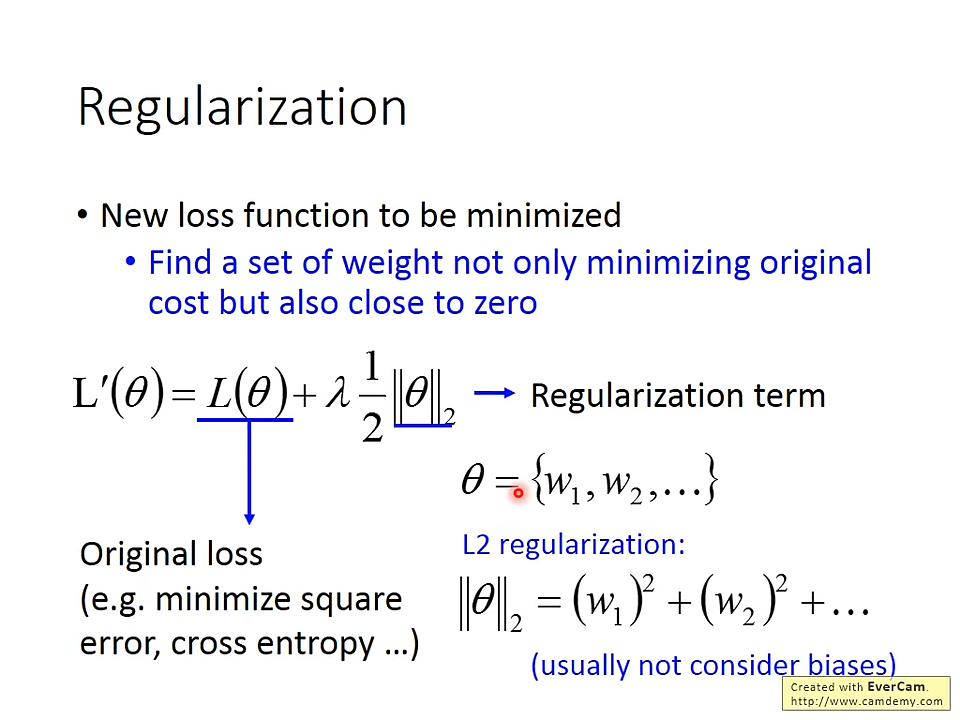 Regularization
• New loss function to be minimized
• Find a set of weight not only minimizing original
cost but also close to zero
L′(θ) = L(θ) + λ 1/2 ‖θ‖₂ → Regularization term
θ = {w₁, w₂, …}
Original loss
(e.g. minimize square
error, cross entropy …)
L2 regularization:
‖θ‖₂ = (w₁)² + (w₂)² + …
(usually not consider biases)
Created with EverCam.
http://www.camdemy.com